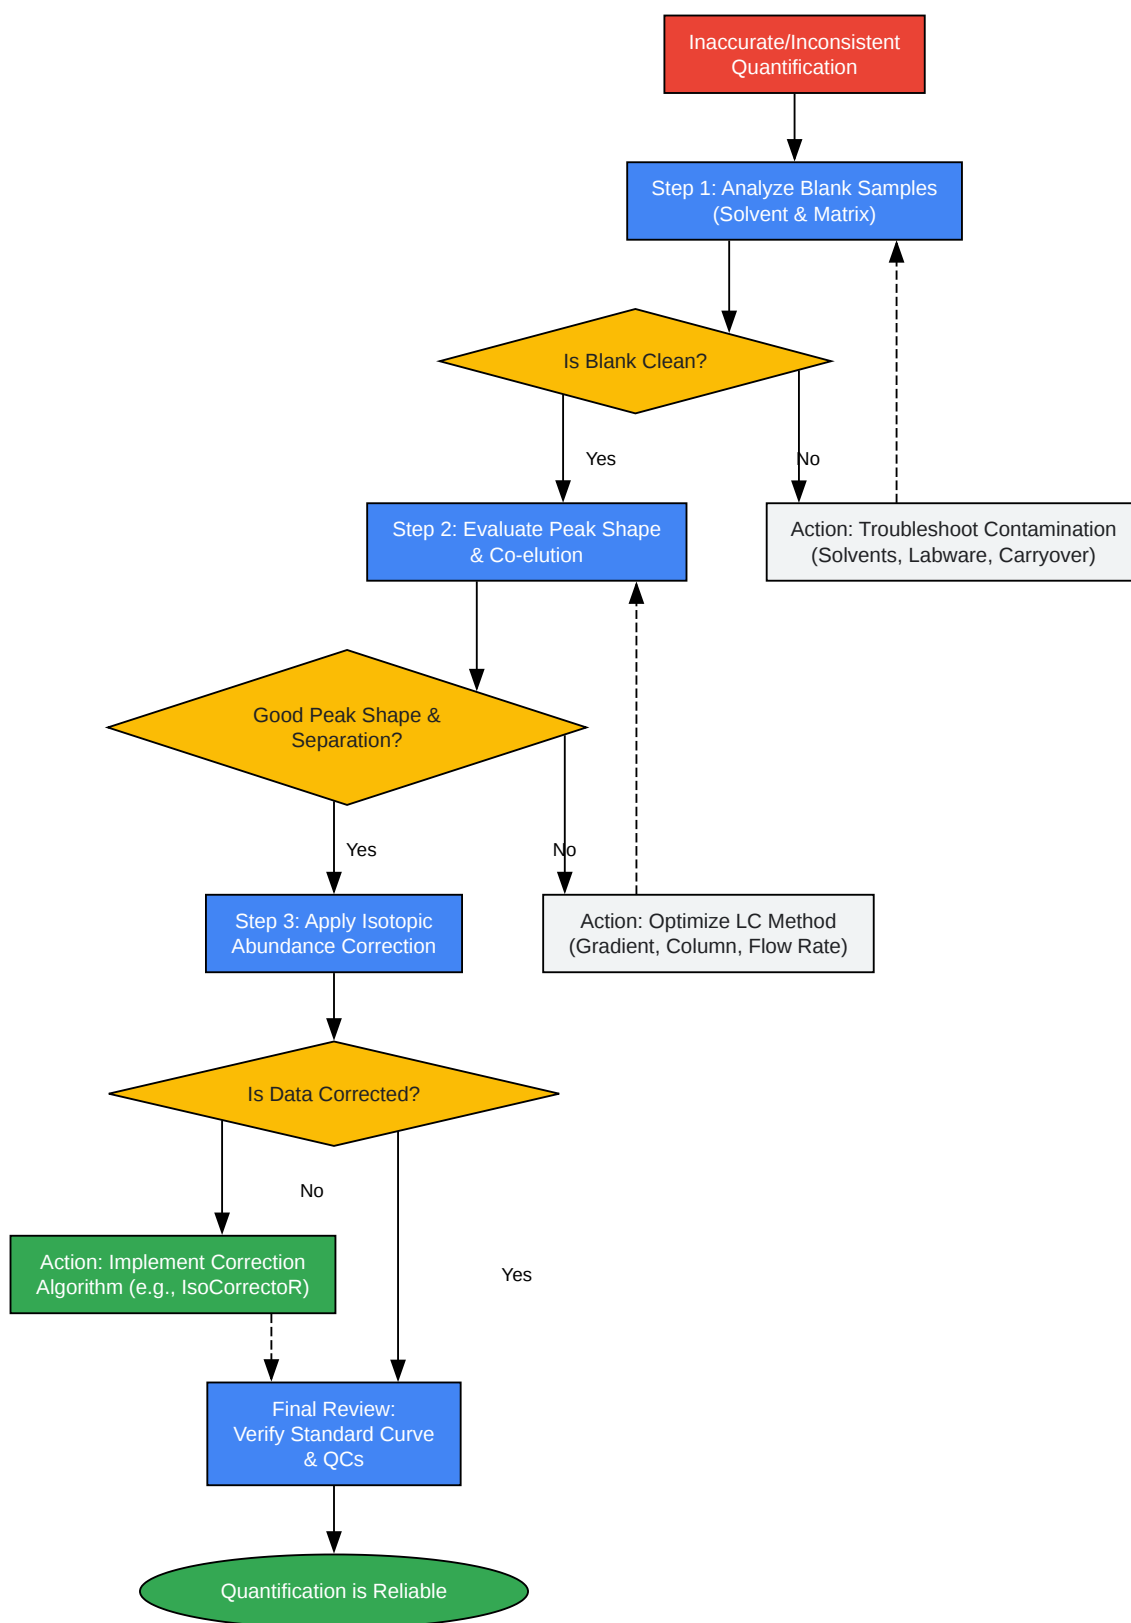 Inaccurate/Inconsistent
Quantification
Step 1: Analyze Blank Samples
(Solvent & Matrix)
Is Blank Clean?
Yes
No
Step 2: Evaluate Peak Shape
& Co-elution
Action: Troubleshoot Contamination
(Solvents, Labware, Carryover)
Good Peak Shape &
Separation?
Yes
No
Step 3: Apply Isotopic
Abundance Correction
Action: Optimize LC Method
(Gradient, Column, Flow Rate)
Is Data Corrected?
No
Action: Implement Correction
Algorithm (e.g., IsoCorrectoR)
Yes
Final Review:
Verify Standard Curve
& QCs
Quantification is Reliable